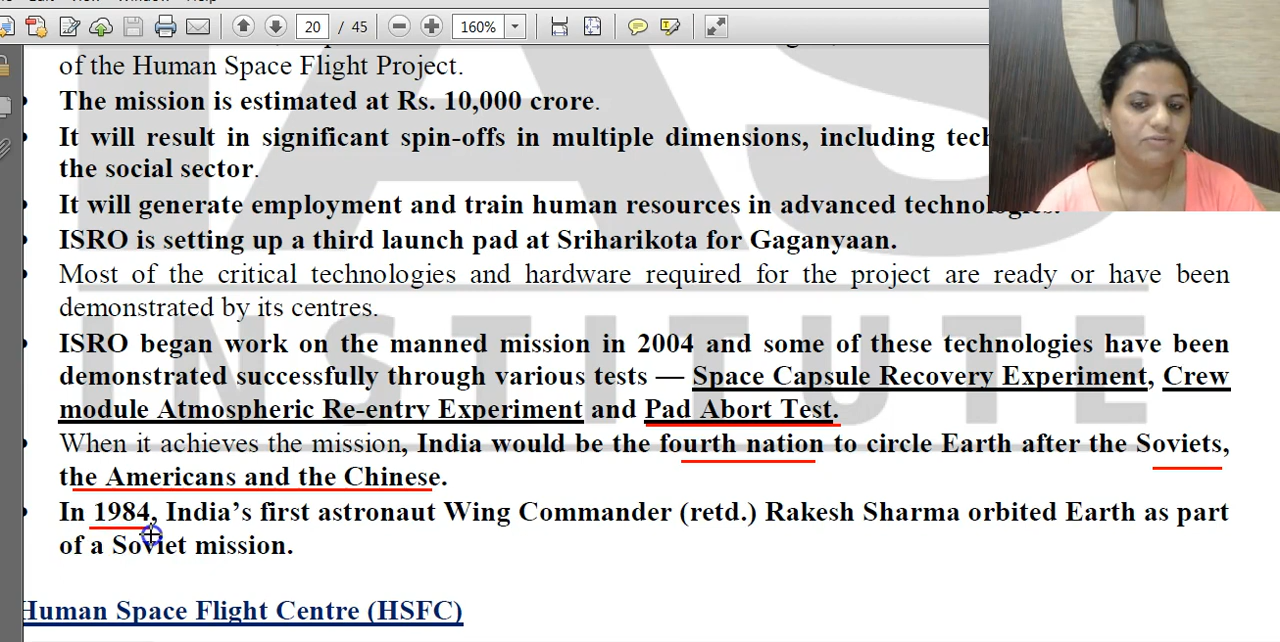 20 / 45
160%
of the Human Space Flight Project.
The mission is estimated at Rs. 10,000 crore.
It will result in significant spin-offs in multiple dimensions, including
the social sector.
It will generate employment and train human resources in advanced technologies.
ISRO is setting up a third launch pad at Sriharikota for Gaganyaan.
Most of the critical technologies and hardware required for the project are ready or have been
demonstrated by its centres.
ISRO began work on the manned mission in 2004 and some of these technologies have been
demonstrated successfully through various tests — Space Capsule Recovery Experiment, Crew
module Atmospheric Re-entry Experiment and Pad Abort Test.
When it achieves the mission, India would be the fourth nation to circle Earth after the Soviets,
the Americans and the Chinese.
In 1984, India's first astronaut Wing Commander (retd.) Rakesh Sharma orbited Earth as part
of a Soviet mission.
Human Space Flight Centre (HSFC)
IAS
INSTITUTE